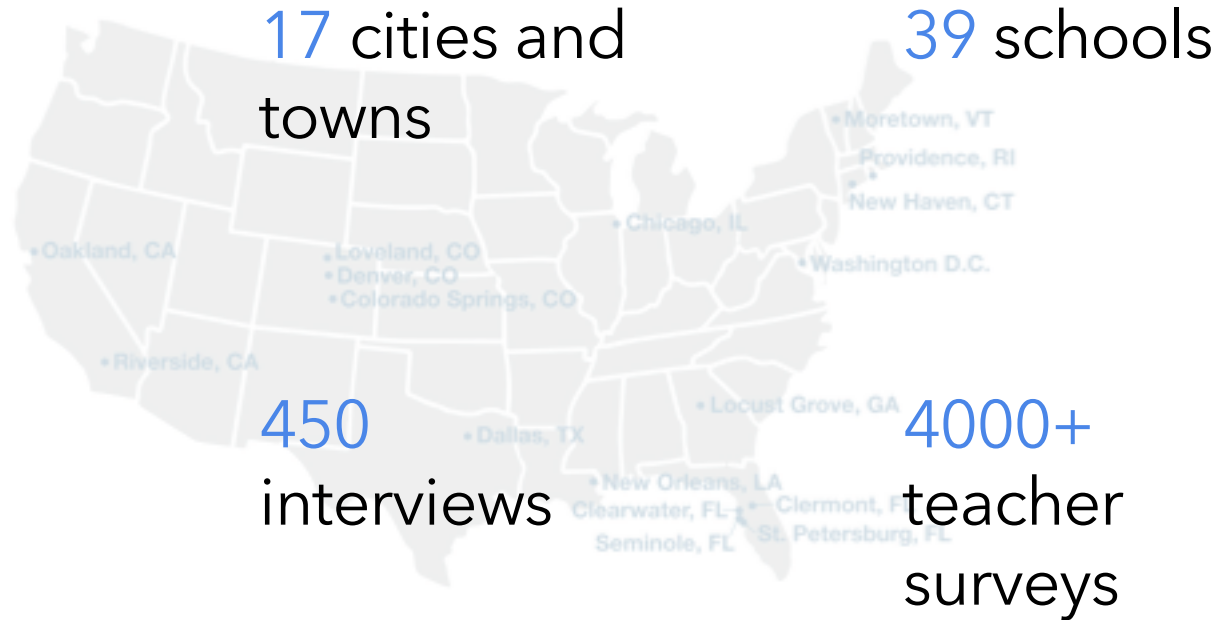 17 cities and
towns
39 schools
Moretown, VT
Providence, RI
New Haven, CT
Chicago, IL
Oakland, CA
Loveland, CO
Denver, CO
Colorado Springs, CO
Washington D.C.
Riverside, CA
Locust Grove, GA
Dallas, TX
450
interviews
4000+
teacher
surveys
New Orleans, LA
Clearwater, FL
Clermont, FL
Seminole, FL
St. Petersburg, FL